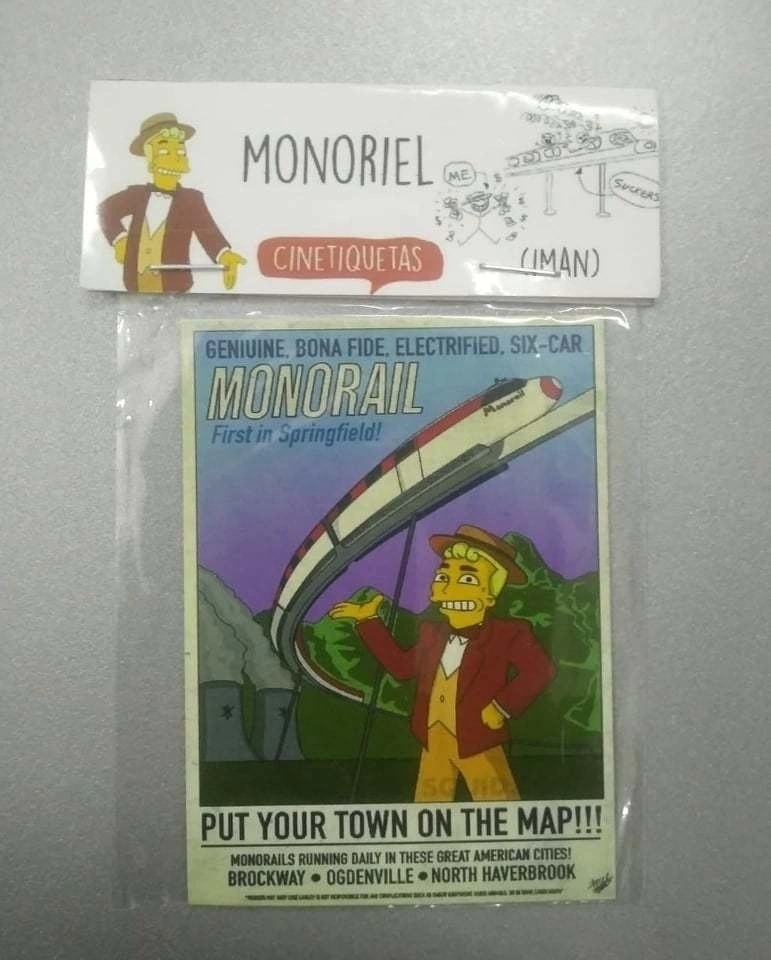 MONORIEL
ME
SUCKERS
CINETIQUETAS
(IMAN)
GENIUINE, BONA FIDE, ELECTRIFIED, SIX-CAR
MONORAIL
First in Springfield!
Monorail
PUT YOUR TOWN ON THE MAP!!!
MONORAILS RUNNING DAILY IN THESE GREAT AMERICAN CITIES!
BROCKWAY • OGDENVILLE • NORTH HAVERBROOK